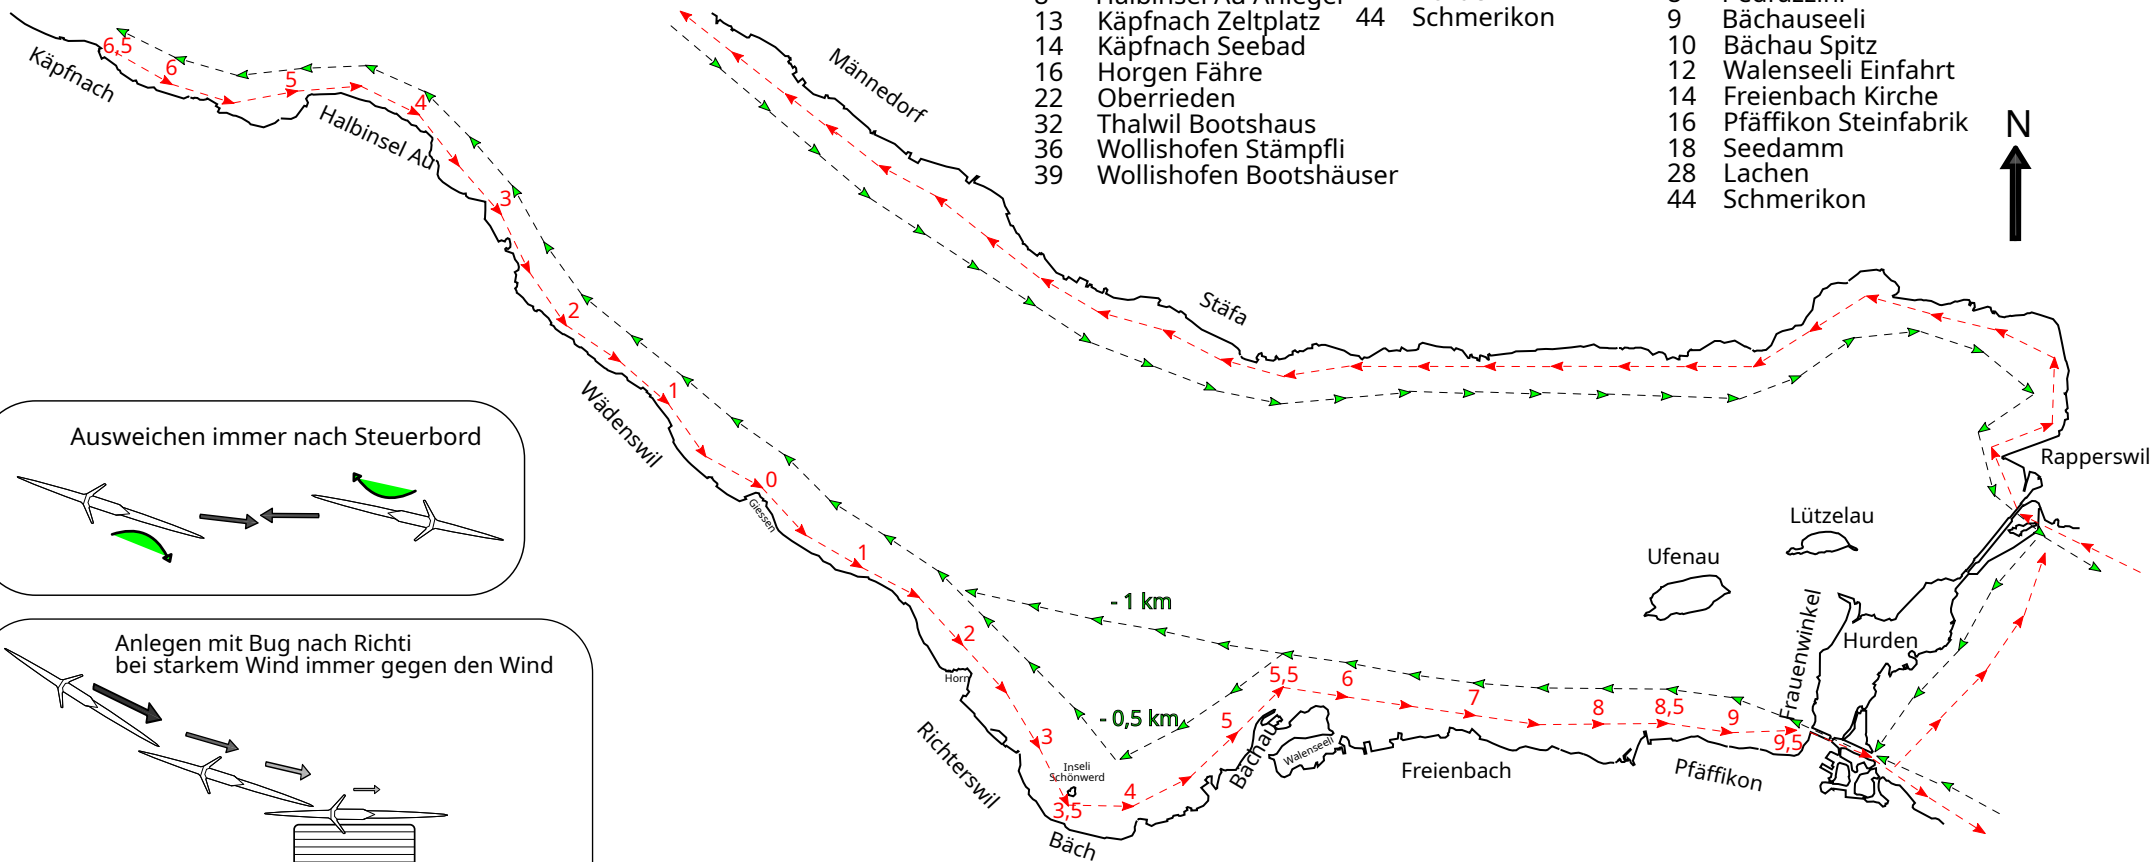 8 Halbinsel Au Anleger
13 Käpfnach Zeltplatz
14 Käpfnach Seebad
16 Horgen Fähre
22 Oberrieden
32 Thalwil Bootshaus
36 Wollishofen Stämpfli
39 Wollishofen Bootshäuser
44 Schmerikon
9 Bächauseeli
10 Bächau Spitz
12 Walenseeli Einfahrt
14 Freienbach Kirche
16 Pfäffikon Steinfabrik
18 Seedamm
28 Lachen
44 Schmerikon
N
Käpfnach
6,5
6
5
4
Halbinsel Au
3
2
1
Wädenswil
0
Giessen
1
2
Horn
3
Richterswil
Inseli
Schönwerd
3,5
4
Bäch
5
Bächau
5,5
Walenseeli
6
7
8
8,5
9
9,5
Freienbach
Pfäffikon
Frauenwinkel
Hurden
Ufenau
Lützelau
Rapperswil
Stäfa
Männedorf
- 1 km
- 0,5 km
Ausweichen immer nach Steuerbord
Anlegen mit Bug nach Richti
bei starkem Wind immer gegen den Wind